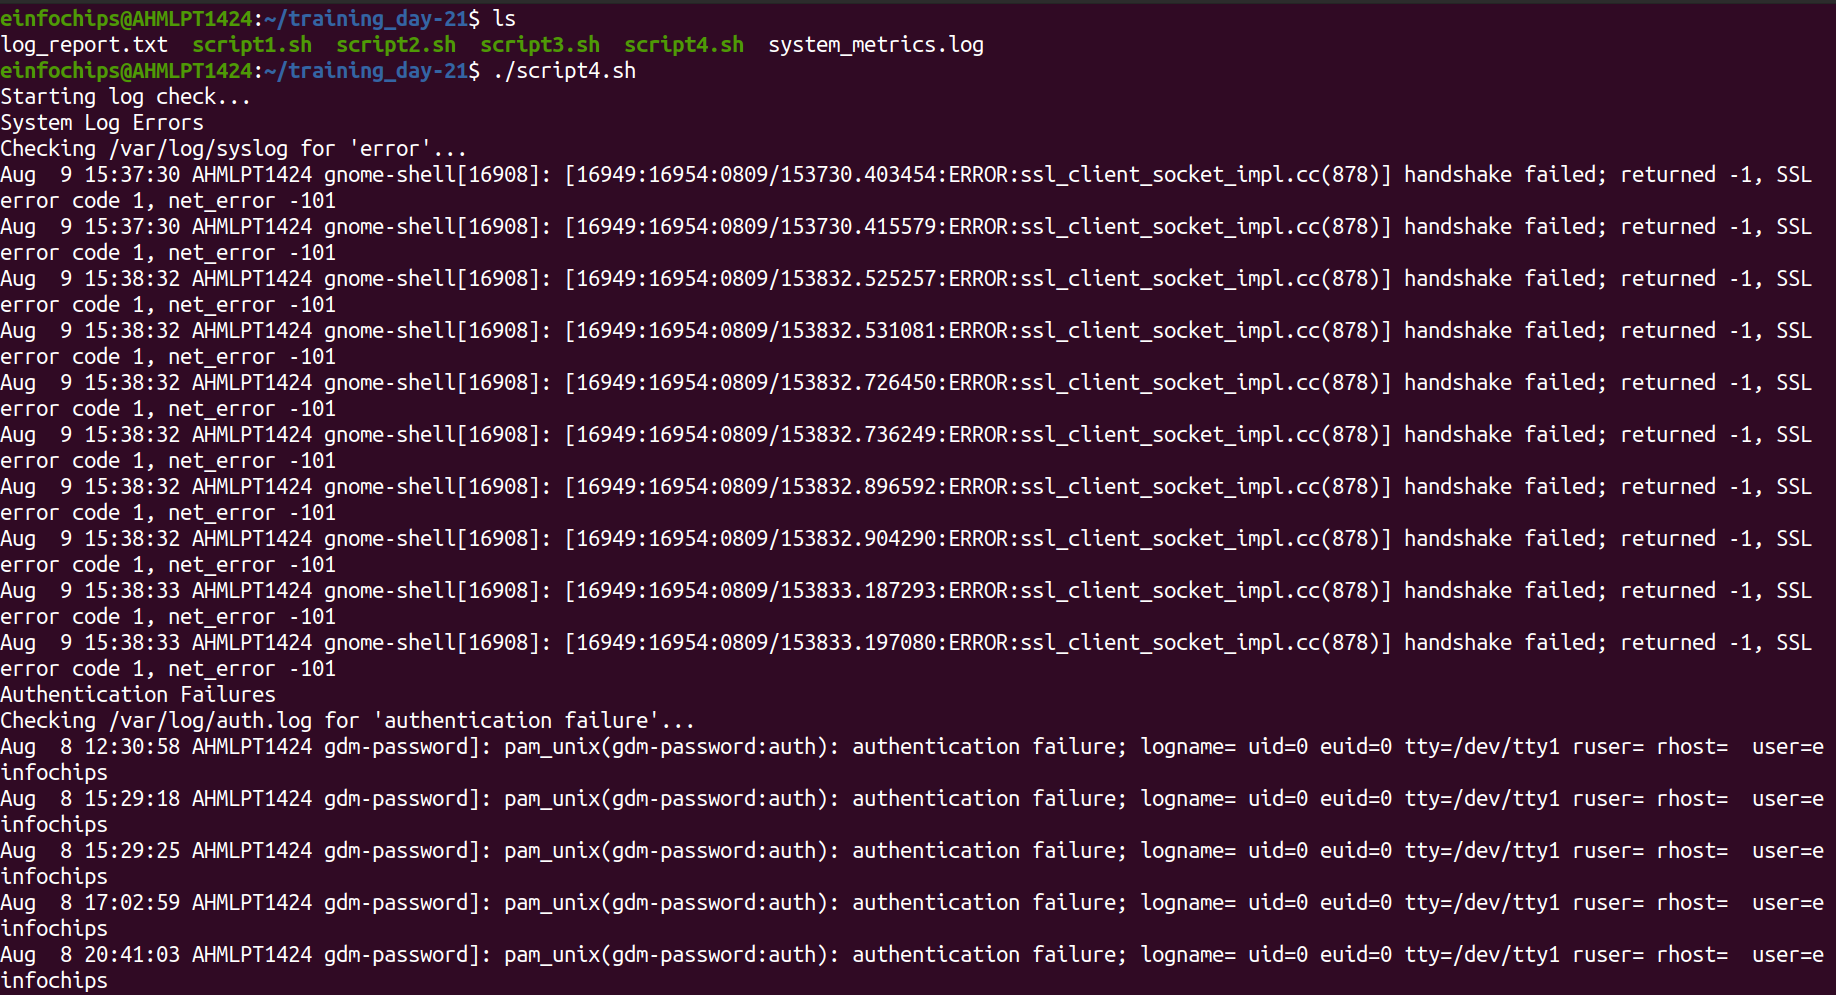 einfochips@AHMLPT1424:~/training_day-21$ ls
log_report.txt  script1.sh  script2.sh  script3.sh  script4.sh  system_metrics.log
einfochips@AHMLPT1424:~/training_day-21$ ./script4.sh
Starting log check...
System Log Errors
Checking /var/log/syslog for 'error'...
Aug  9 15:37:30 AHMLPT1424 gnome-shell[16908]: [16949:16954:0809/153730.403454:ERROR:ssl_client_socket_impl.cc(878)] handshake failed; returned -1, SSL
error code 1, net_error -101
Aug  9 15:37:30 AHMLPT1424 gnome-shell[16908]: [16949:16954:0809/153730.415579:ERROR:ssl_client_socket_impl.cc(878)] handshake failed; returned -1, SSL
error code 1, net_error -101
Aug  9 15:38:32 AHMLPT1424 gnome-shell[16908]: [16949:16954:0809/153832.525257:ERROR:ssl_client_socket_impl.cc(878)] handshake failed; returned -1, SSL
error code 1, net_error -101
Aug  9 15:38:32 AHMLPT1424 gnome-shell[16908]: [16949:16954:0809/153832.531081:ERROR:ssl_client_socket_impl.cc(878)] handshake failed; returned -1, SSL
error code 1, net_error -101
Aug  9 15:38:32 AHMLPT1424 gnome-shell[16908]: [16949:16954:0809/153832.726450:ERROR:ssl_client_socket_impl.cc(878)] handshake failed; returned -1, SSL
error code 1, net_error -101
Aug  9 15:38:32 AHMLPT1424 gnome-shell[16908]: [16949:16954:0809/153832.736249:ERROR:ssl_client_socket_impl.cc(878)] handshake failed; returned -1, SSL
error code 1, net_error -101
Aug  9 15:38:32 AHMLPT1424 gnome-shell[16908]: [16949:16954:0809/153832.896592:ERROR:ssl_client_socket_impl.cc(878)] handshake failed; returned -1, SSL
error code 1, net_error -101
Aug  9 15:38:32 AHMLPT1424 gnome-shell[16908]: [16949:16954:0809/153832.904290:ERROR:ssl_client_socket_impl.cc(878)] handshake failed; returned -1, SSL
error code 1, net_error -101
Aug  9 15:38:33 AHMLPT1424 gnome-shell[16908]: [16949:16954:0809/153833.187293:ERROR:ssl_client_socket_impl.cc(878)] handshake failed; returned -1, SSL
error code 1, net_error -101
Aug  9 15:38:33 AHMLPT1424 gnome-shell[16908]: [16949:16954:0809/153833.197080:ERROR:ssl_client_socket_impl.cc(878)] handshake failed; returned -1, SSL
error code 1, net_error -101
Authentication Failures
Checking /var/log/auth.log for 'authentication failure'...
Aug  8 12:30:58 AHMLPT1424 gdm-password]: pam_unix(gdm-password:auth): authentication failure; logname= uid=0 euid=0 tty=/dev/tty1 ruser= rhost=  user=e
infochips
Aug  8 15:29:18 AHMLPT1424 gdm-password]: pam_unix(gdm-password:auth): authentication failure; logname= uid=0 euid=0 tty=/dev/tty1 ruser= rhost=  user=e
infochips
Aug  8 15:29:25 AHMLPT1424 gdm-password]: pam_unix(gdm-password:auth): authentication failure; logname= uid=0 euid=0 tty=/dev/tty1 ruser= rhost=  user=e
infochips
Aug  8 17:02:59 AHMLPT1424 gdm-password]: pam_unix(gdm-password:auth): authentication failure; logname= uid=0 euid=0 tty=/dev/tty1 ruser= rhost=  user=e
infochips
Aug  8 20:41:03 AHMLPT1424 gdm-password]: pam_unix(gdm-password:auth): authentication failure; logname= uid=0 euid=0 tty=/dev/tty1 ruser= rhost=  user=e
infochips